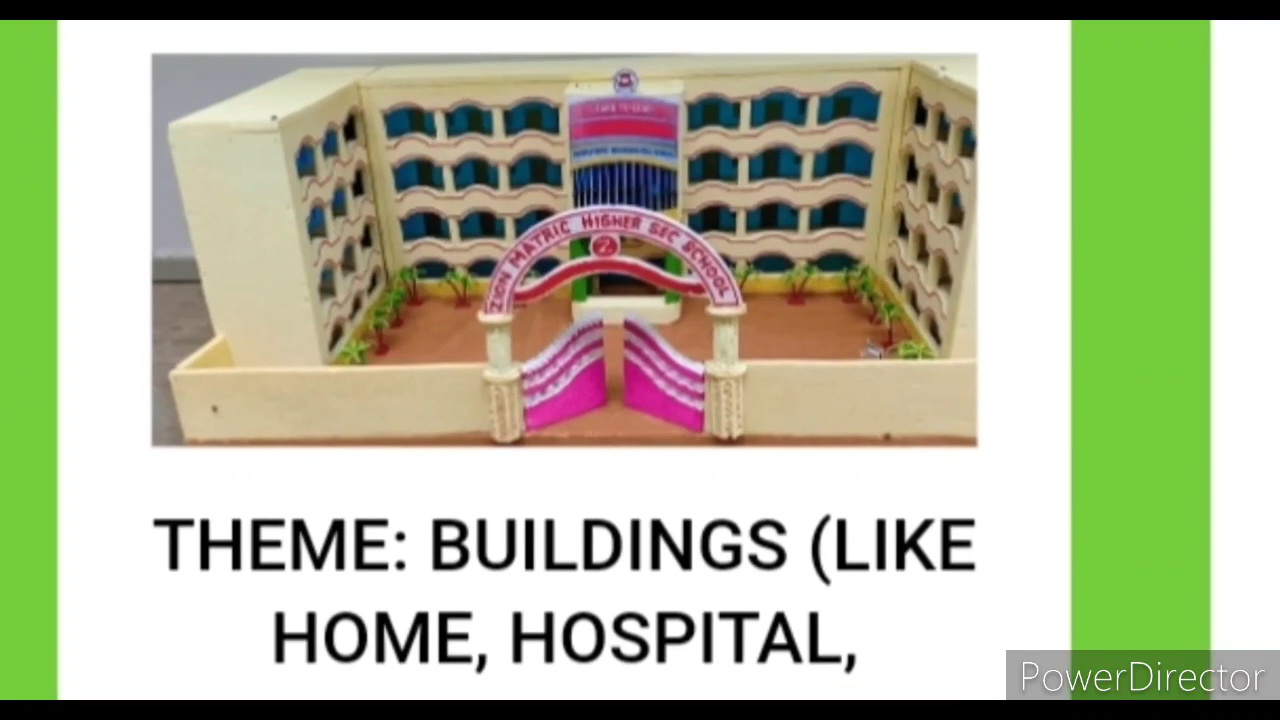 ZION MATRIC HIGHER SEC SCHOOL
Z
THEME: BUILDINGS (LIKE
HOME, HOSPITAL,
PowerDirector